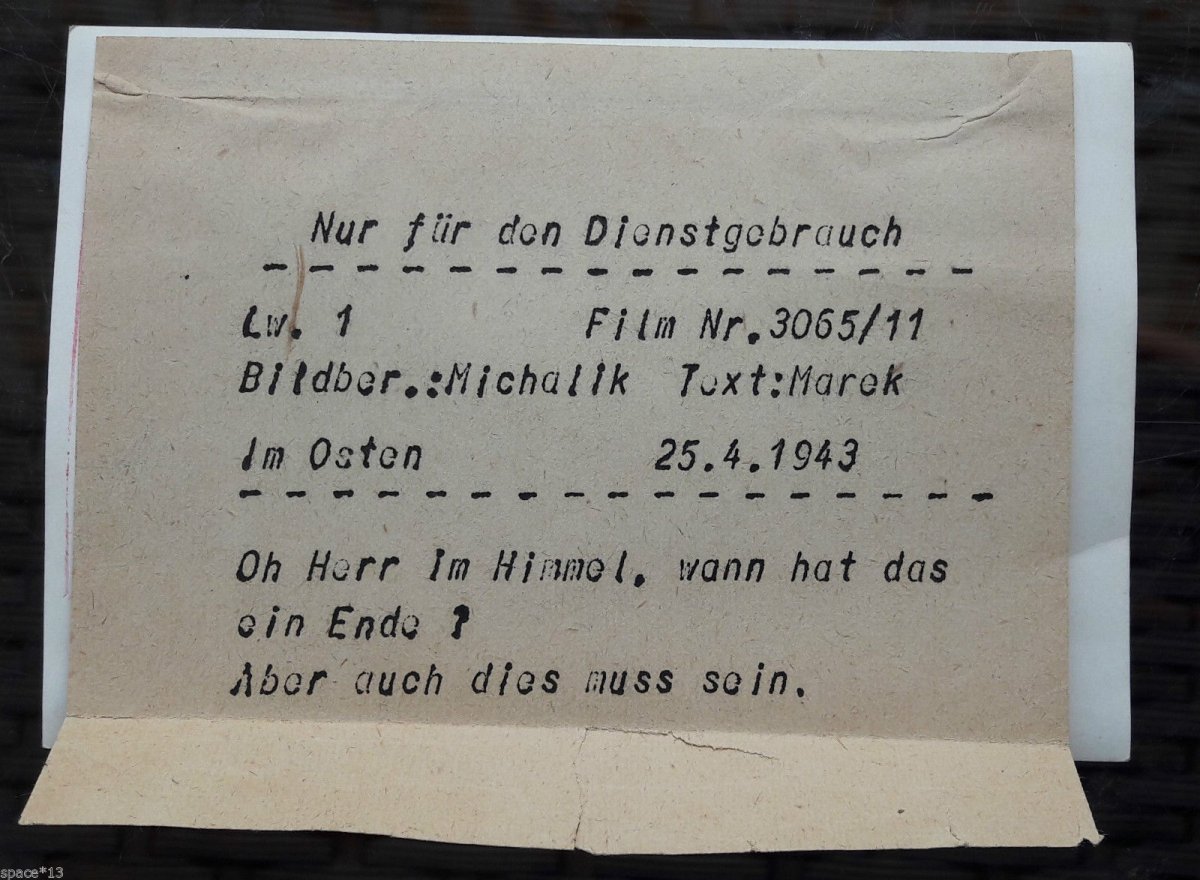 Nur für den Dienstgebrauch
- - - - - - - - - - - - - - - -
Lw. 1 Film Nr.3065/11
Bildber.:Michalik Text:Marek
Im Osten 25.4.1943
- - - - - - - - - - - - - - - - -
Oh Herr im Himmel, wann hat das
ein Ende ?
Aber auch dies muss sein.
space*13